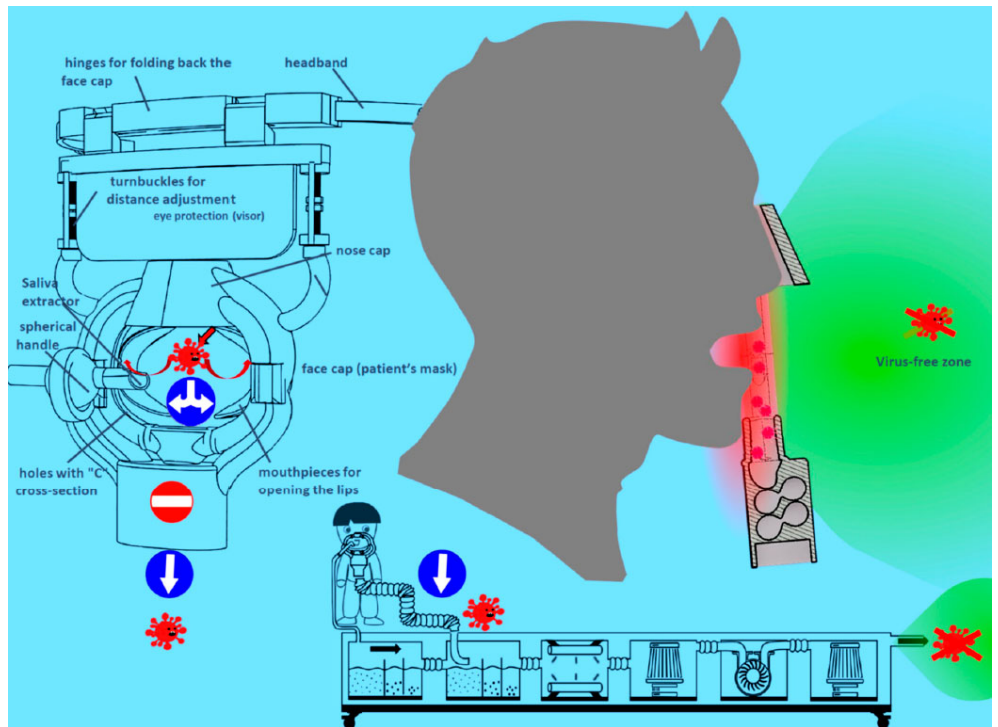 hinges for folding back the
face cap
headband
turnbuckles for
distance adjustment
eye protection (visor)
nose cap
Saliva
extractor
spherical
handle
face cap (patient's mask)
Virus-free zone
holes with "C"
cross-section
mouthpieces for
opening the lips